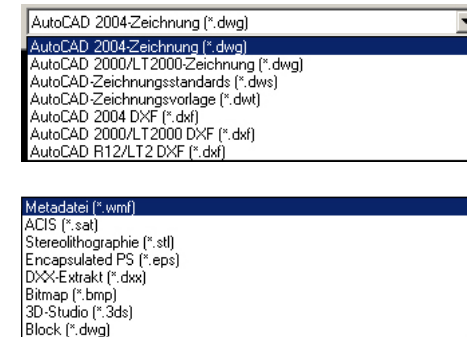 AutoCAD 2004-Zeichnung (*.dwg)
AutoCAD 2004-Zeichnung (*.dwg)
AutoCAD 2000/LT2000-Zeichnung (*.dwg)
AutoCAD-Zeichnungsstandards (*.dws)
AutoCAD-Zeichnungsvorlage (*.dwt)
AutoCAD 2004 DXF (*.dxf)
AutoCAD 2000/LT2000 DXF (*.dxf)
AutoCAD R12/LT2 DXF (*.dxf)
Metadatei (*.wmf)
ACIS (*.sat)
Stereolithographie (*.stl)
Encapsulated PS (*.eps)
DXX-Extrakt (*.dxx)
Bitmap (*.bmp)
3D-Studio (*.3ds)
Block (*.dwg)